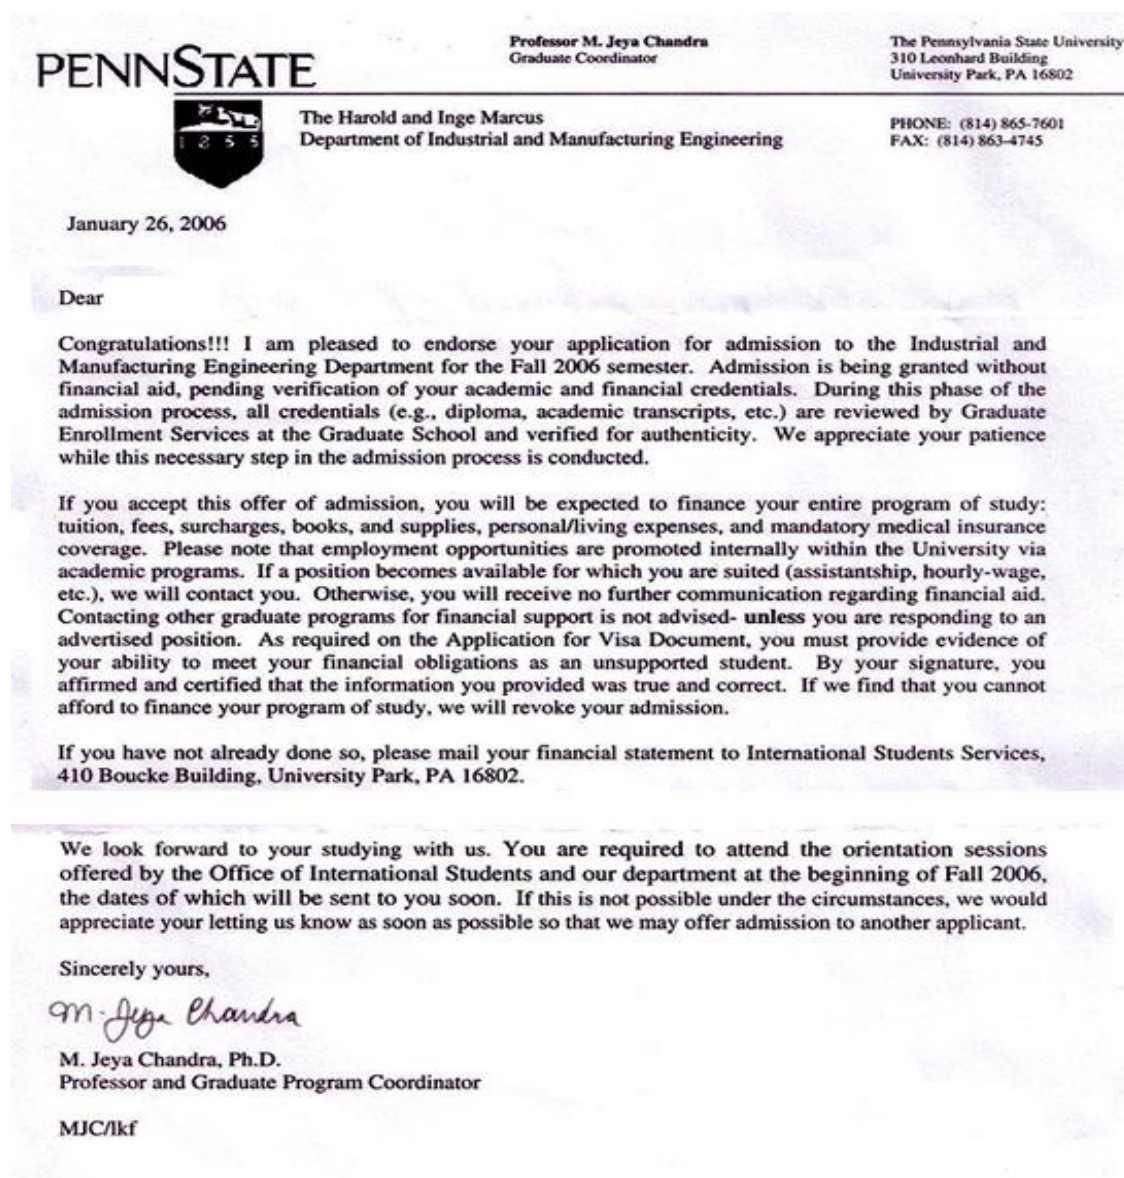 PENNSTATE
Professor M. Jeya Chandra
Graduate Coordinator
The Pennsylvania State University
310 Leonhard Building
University Park, PA 16802
1 8 5 5
The Harold and Inge Marcus
Department of Industrial and Manufacturing Engineering
PHONE: (814) 865-7601
FAX: (814) 863-4745
January 26, 2006
Dear
Congratulations!!! I am pleased to endorse your application for admission to the Industrial and
Manufacturing Engineering Department for the Fall 2006 semester. Admission is being granted without
financial aid, pending verification of your academic and financial credentials. During this phase of the
admission process, all credentials (e.g., diploma, academic transcripts, etc.) are reviewed by Graduate
Enrollment Services at the Graduate School and verified for authenticity. We appreciate your patience
while this necessary step in the admission process is conducted.
If you accept this offer of admission, you will be expected to finance your entire program of study:
tuition, fees, surcharges, books, and supplies, personal/living expenses, and mandatory medical insurance
coverage. Please note that employment opportunities are promoted internally within the University via
academic programs. If a position becomes available for which you are suited (assistantship, hourly-wage,
etc.), we will contact you. Otherwise, you will receive no further communication regarding financial aid.
Contacting other graduate programs for financial support is not advised- unless you are responding to an
advertised position. As required on the Application for Visa Document, you must provide evidence of
your ability to meet your financial obligations as an unsupported student. By your signature, you
affirmed and certified that the information you provided was true and correct. If we find that you cannot
afford to finance your program of study, we will revoke your admission.
If you have not already done so, please mail your financial statement to International Students Services,
410 Boucke Building, University Park, PA 16802.
We look forward to your studying with us. You are required to attend the orientation sessions
offered by the Office of International Students and our department at the beginning of Fall 2006,
the dates of which will be sent to you soon. If this is not possible under the circumstances, we would
appreciate your letting us know as soon as possible so that we may offer admission to another applicant.
Sincerely yours,
M. Jeya Chandra
M. Jeya Chandra, Ph.D.
Professor and Graduate Program Coordinator
MJC/lkf